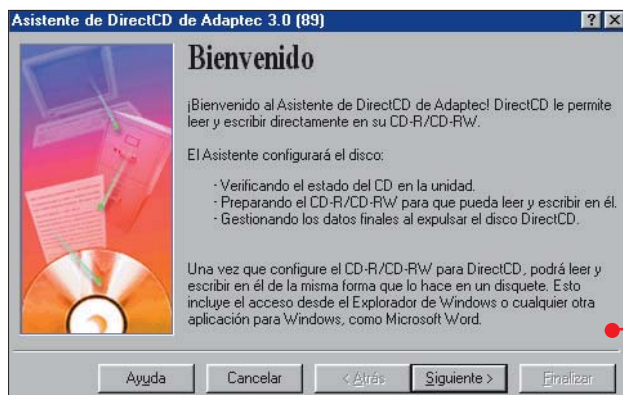 Asistente de DirectCD de Adaptec 3.0 (89)
Bienvenido
¡Bienvenido al Asistente de DirectCD de Adaptec! DirectCD le permite
leer y escribir directamente en su CD-R/CD-RW.
El Asistente configurará el disco:
- Verificando el estado del CD en la unidad.
- Preparando el CD-R/CD-RW para que pueda leer y escribir en él.
- Gestionando los datos finales al expulsar el disco DirectCD.
Una vez que configure el CD-R/CD-RW para DirectCD, podrá leer y
escribir en él de la misma forma que lo hace en un disquete. Esto
incluye el acceso desde el Explorador de Windows o cualquier otra
aplicación para Windows, como Microsoft Word.
Ayuda Cancelar < Atrás Siguiente > Finalizar